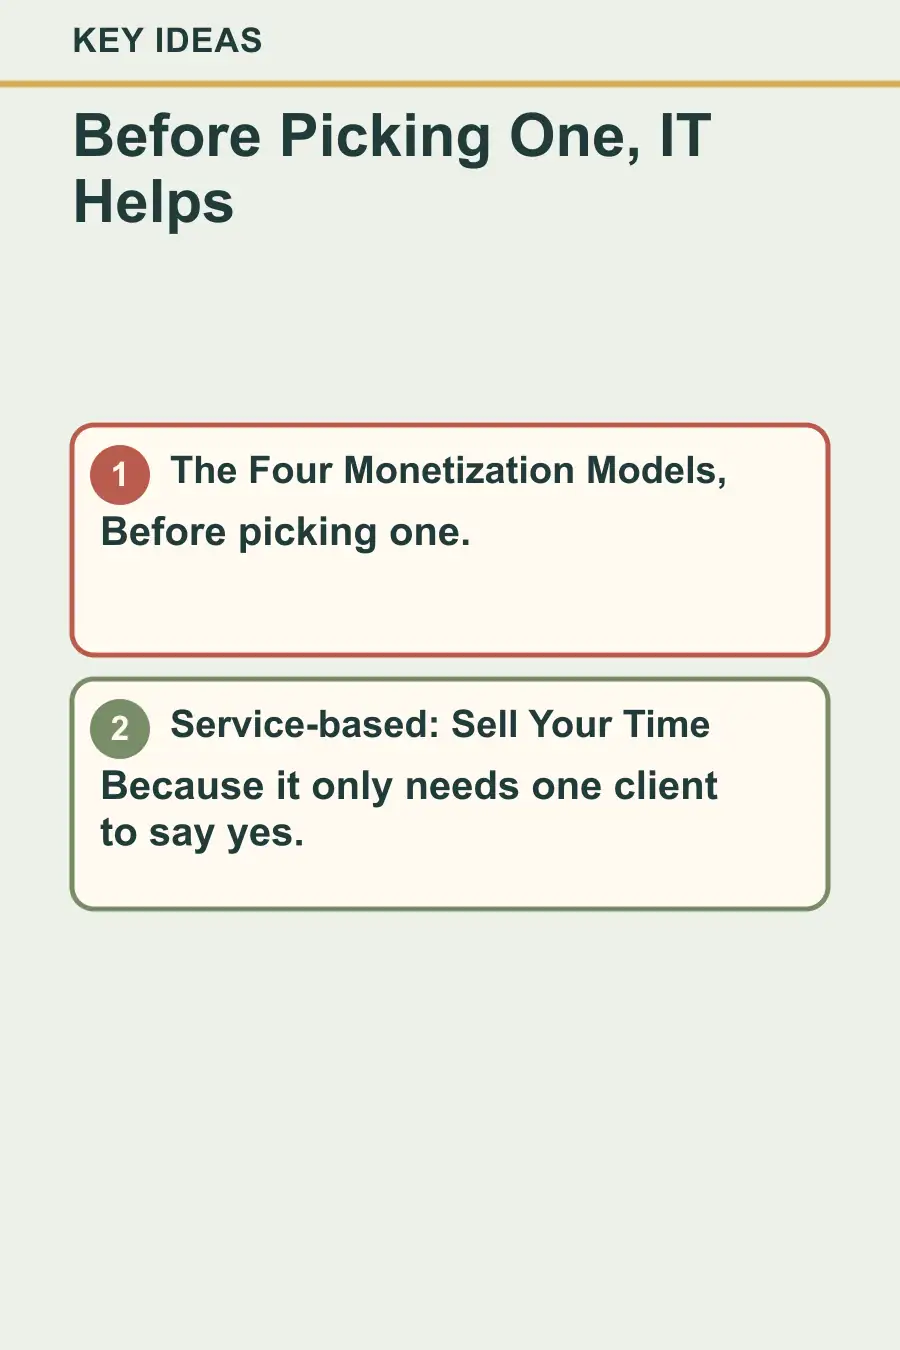 KEY IDEAS
Before Picking One, IT
Helps
1 The Four Monetization Models,
Before picking one.
2 Service-based: Sell Your Time
Because it only needs one client
to say yes.